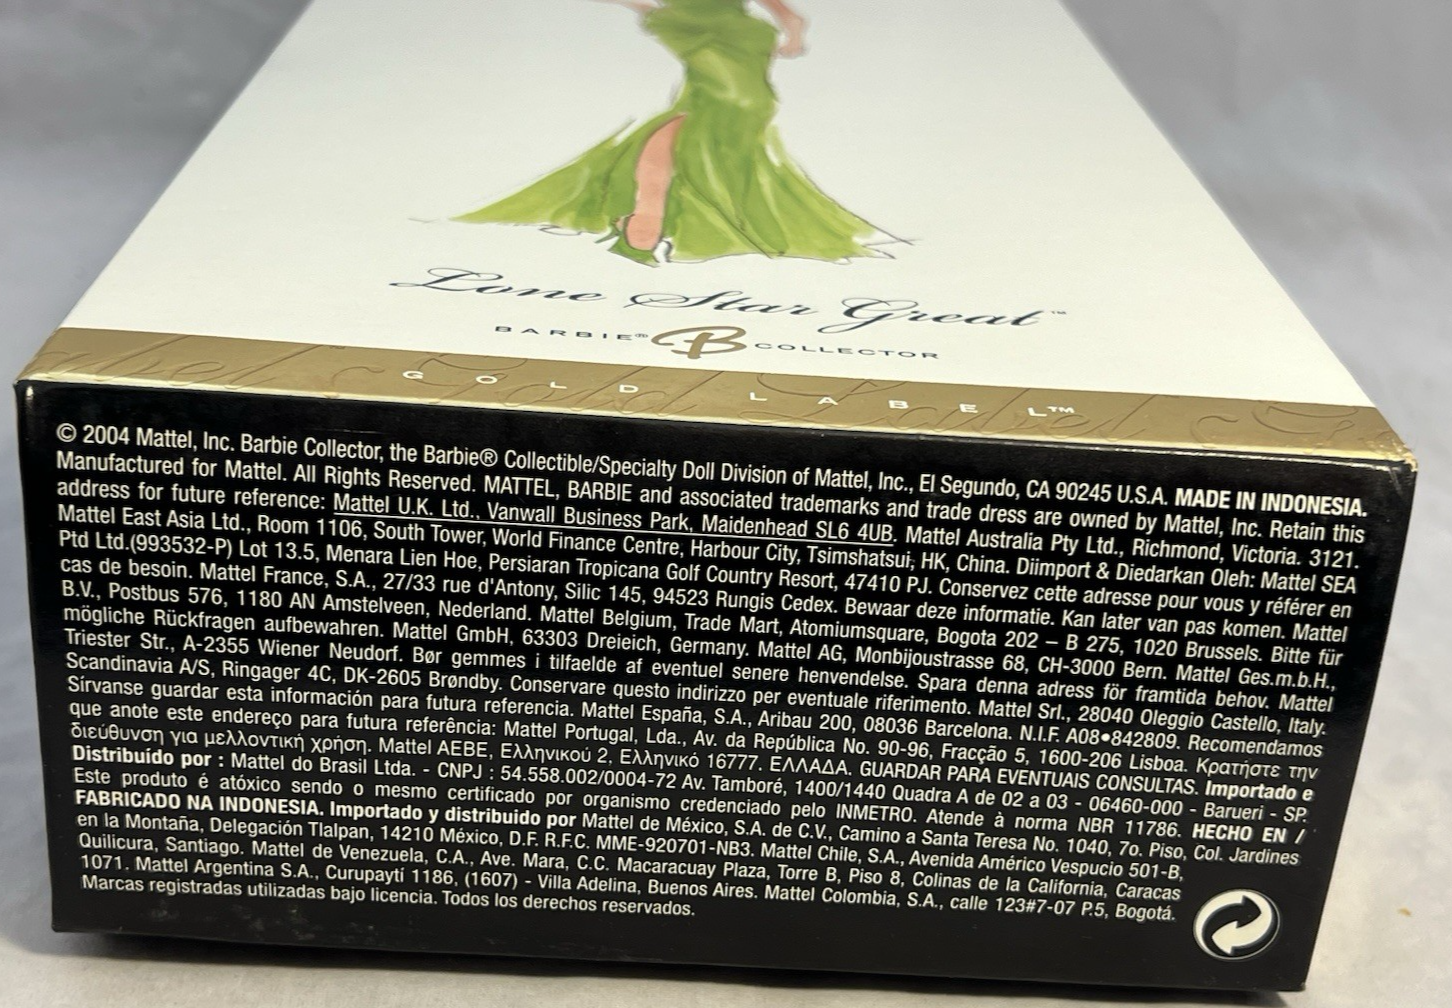 Lone Star Great™
BARBIE® B COLLECTOR
GOLD LABEL™
© 2004 Mattel, Inc. Barbie Collector, the Barbie® Collectible/Specialty Doll Division of Mattel, Inc., El Segundo, CA 90245 U.S.A. MADE IN INDONESIA.
Manufactured for Mattel. All Rights Reserved. MATTEL, BARBIE and associated trademarks and trade dress are owned by Mattel, Inc. Retain this
address for future reference: Mattel U.K. Ltd., Vanwall Business Park, Maidenhead SL6 4UB. Mattel Australia Pty Ltd., Richmond, Victoria. 3121.
Mattel East Asia Ltd., Room 1106, South Tower, World Finance Centre, Harbour City, Tsimshatsui, HK, China. Diimport & Diedarkan Oleh: Mattel SEA
Ptd Ltd.(993532-P) Lot 13.5, Menara Lien Hoe, Persiaran Tropicana Golf Country Resort, 47410 PJ. Conservez cette adresse pour vous y référer en
cas de besoin. Mattel France, S.A., 27/33 rue d'Antony, Silic 145, 94523 Rungis Cedex. Bewaar deze informatie. Kan later van pas komen. Mattel
B.V., Postbus 576, 1180 AN Amstelveen, Nederland. Mattel Belgium, Trade Mart, Atomiumsquare, Bogota 202 – B 275, 1020 Brussels. Bitte für
mögliche Rückfragen aufbewahren. Mattel GmbH, 63303 Dreieich, Germany. Mattel AG, Monbijoustrasse 68, CH-3000 Bern. Mattel Ges.m.b.H.,
Triester Str., A-2355 Wiener Neudorf. Bør gemmes i tilfaelde af eventuel senere henvendelse. Spara denna adress för framtida behov. Mattel
Scandinavia A/S, Ringager 4C, DK-2605 Brøndby. Conservare questo indirizzo per eventuale riferimento. Mattel Srl., 28040 Oleggio Castello, Italy.
Sírvanse guardar esta información para futura referencia. Mattel España, S.A., Aribau 200, 08036 Barcelona. N.I.F. A08•842809. Recomendamos
que anote este endereço para futura referência: Mattel Portugal, Lda., Av. da República No. 90-96, Fracção 5, 1600-206 Lisboa. Κρατήστε την
διεύθυνση για μελλοντική χρήση. Mattel AEBE, Ελληνικού 2, Ελληνικό 16777. ΕΛΛΑΔΑ. GUARDAR PARA EVENTUAIS CONSULTAS. Importado e
Distribuído por : Mattel do Brasil Ltda. - CNPJ : 54.558.002/0004-72 Av. Tamboré, 1400/1440 Quadra A de 02 a 03 - 06460-000 - Barueri - SP.
Este produto é atóxico sendo o mesmo certificado por organismo credenciado pelo INMETRO. Atende à norma NBR 11786. HECHO EN /
FABRICADO NA INDONESIA. Importado y distribuido por Mattel de México, S.A. de C.V., Camino a Santa Teresa No. 1040, 7o. Piso, Col. Jardines
en la Montaña, Delegación Tlalpan, 14210 México, D.F. R.F.C. MME-920701-NB3. Mattel Chile, S.A., Avenida Américo Vespucio 501-B,
Quilicura, Santiago. Mattel de Venezuela, C.A., Ave. Mara, C.C. Macaracuay Plaza, Torre B, Piso 8, Colinas de la California, Caracas
1071. Mattel Argentina S.A., Curupaytí 1186, (1607) - Villa Adelina, Buenos Aires. Mattel Colombia, S.A., calle 123#7-07 P.5, Bogotá.
Marcas registradas utilizadas bajo licencia. Todos los derechos reservados.